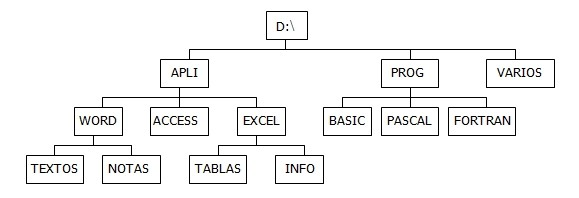 D:\
APLI PROG VARIOS
WORD ACCESS EXCEL BASIC PASCAL FORTRAN
TEXTOS NOTAS TABLAS INFO